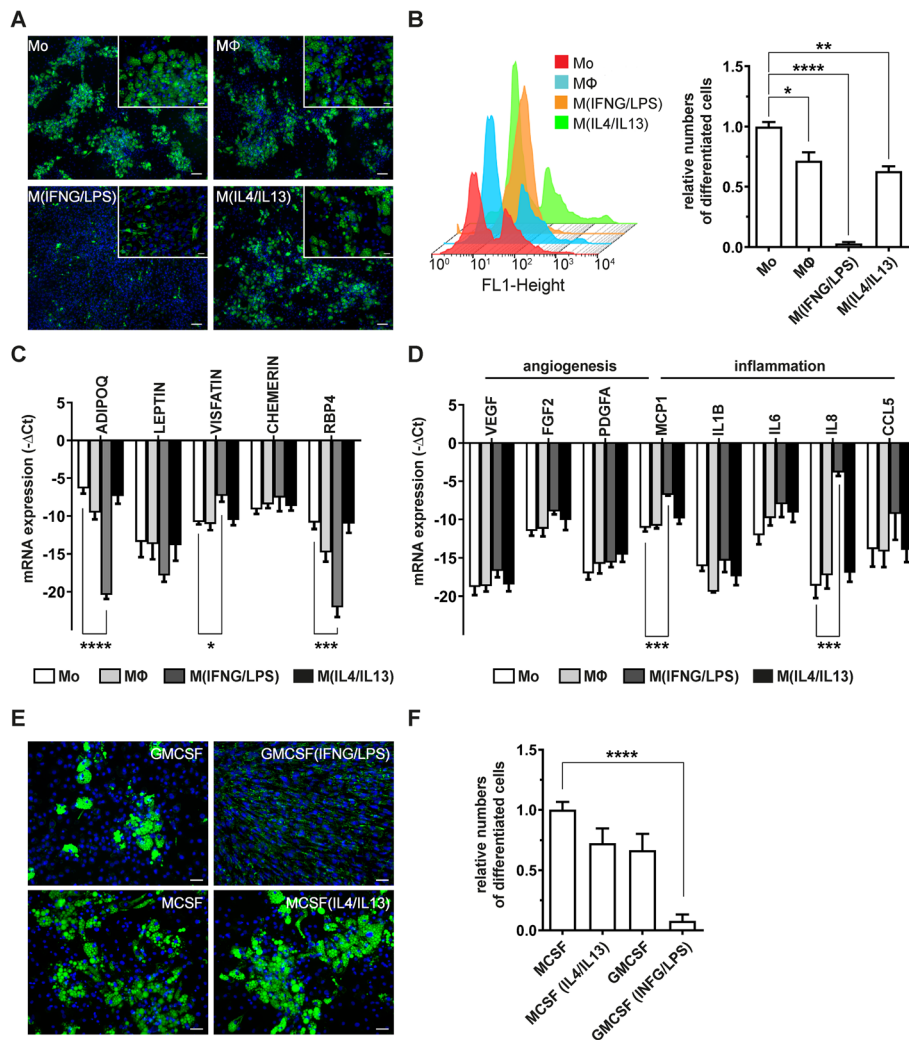 A
Mo
MΦ
M(IFNG/LPS)
M(IL4/IL13)
B
Mo
MΦ
M(IFNG/LPS)
M(IL4/IL13)
10⁰ 10¹ 10² 10³ 10⁴
FL1-Height
relative numbers
of differentiated cells
1.5
1.0
0.5
0.0
**
****
*
Mo
MΦ
M(IFNG/LPS)
M(IL4/IL13)
C
ADIPOQ
LEPTIN
VISFATIN
CHEMERIN
RBP4
mRNA expression (-ΔCt)
0
-5
-10
-15
-20
****
*
***
Mo MΦ M(IFNG/LPS) M(IL4/IL13)
D
angiogenesis inflammation
VEGF
FGF2
PDGFA
MCP1
IL1B
IL6
IL8
CCL5
mRNA expression (-ΔCt)
0
-5
-10
-15
-20
***
***
Mo MΦ M(IFNG/LPS) M(IL4/IL13)
E
GMCSF
GMCSF(IFNG/LPS)
MCSF
MCSF(IL4/IL13)
F
relative numbers
of differentiated cells
1.5
1.0
0.5
0.0
****
MCSF
MCSF (IL4/IL13)
GMCSF
GMCSF (INFG/LPS)